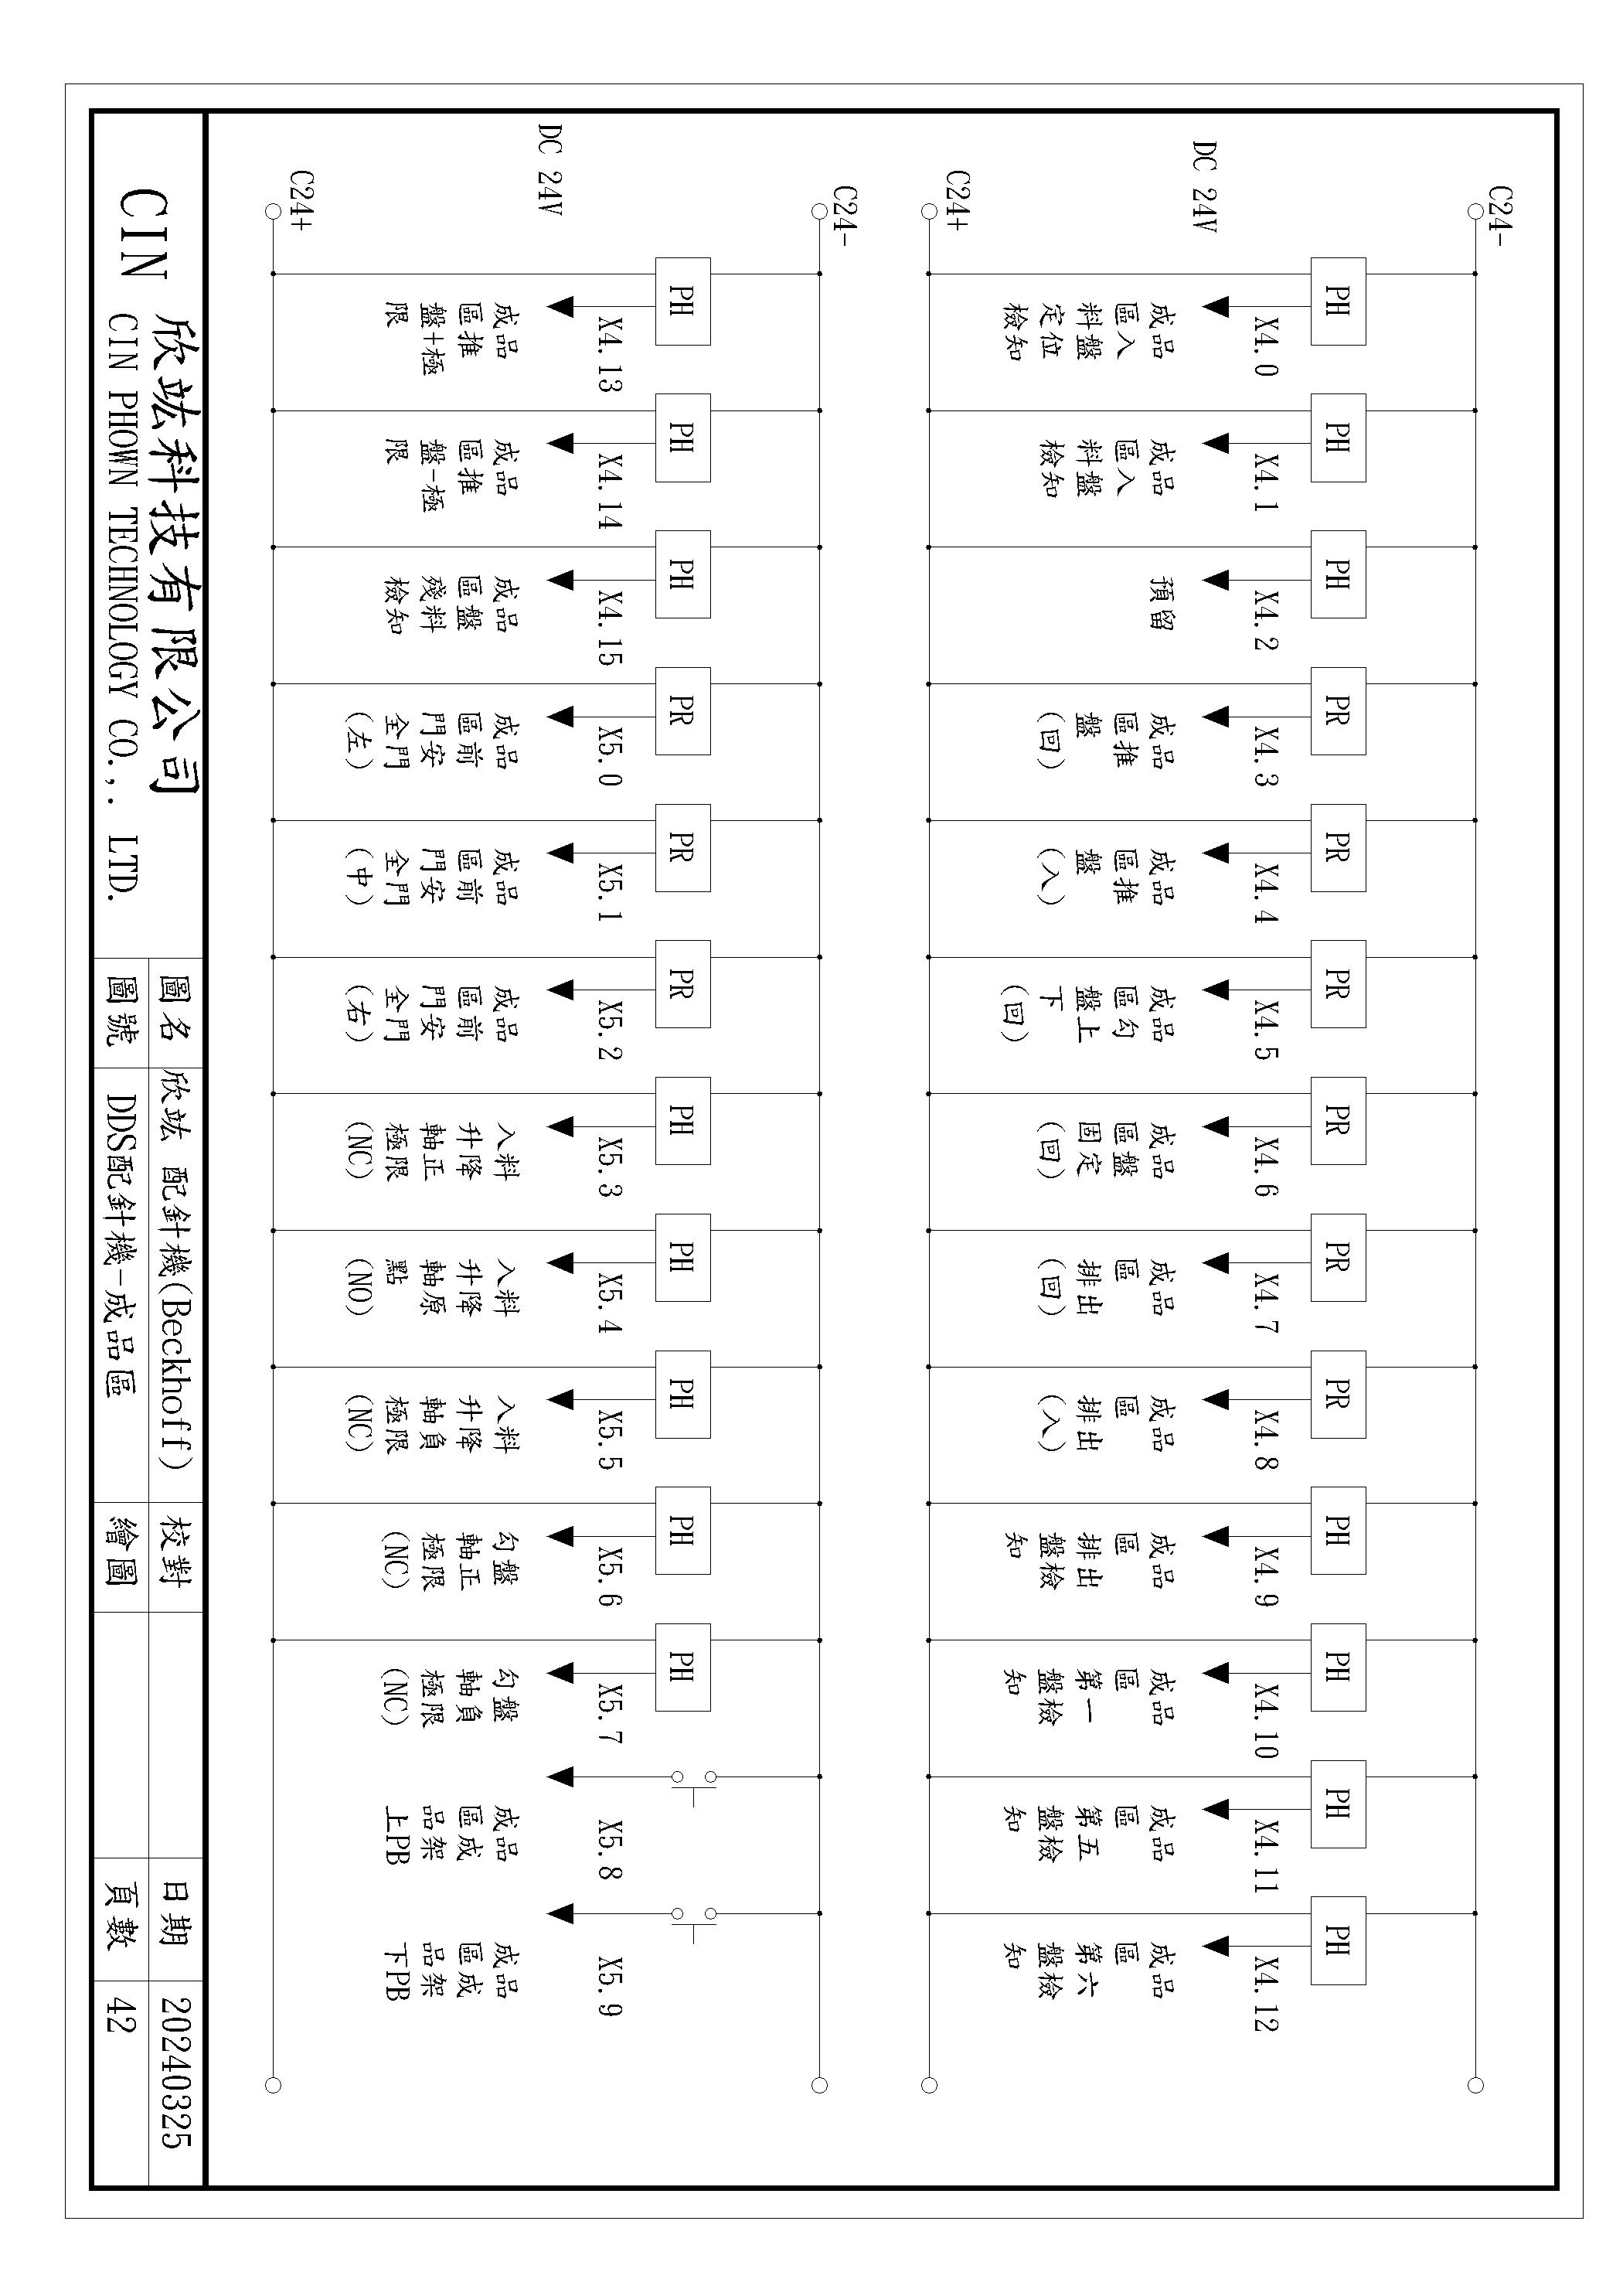 C24-
DC 24V
C24+
PH
X4.0
成品
區入
料盤
定位
檢知
PH
X4.1
成品
區入
料盤
檢知
PH
X4.2
預留
PR
X4.3
成品
區推
盤
(回)
PR
X4.4
成品
區推
盤
(入)
PR
X4.5
成品
區勾
盤上
下
(回)
PR
X4.6
成品
區盤
固定
(回)
PR
X4.7
成品
區
排出
(回)
PR
X4.8
成品
區
排出
(入)
PH
X4.9
成品
區
排出
盤檢
知
PH
X4.10
成品
區
第一
盤檢
知
PH
X4.11
成品
區
第五
盤檢
知
PH
X4.12
成品
區
第六
盤檢
知
C24-
DC 24V
C24+
PH
X4.13
成品
區推
盤+極
限
PH
X4.14
成品
區推
盤-極
限
PH
X4.15
成品
區盤
殘料
檢知
PR
X5.0
成品
區前
門安
全門
(左)
PR
X5.1
成品
區前
門安
全門
(中)
PR
X5.2
成品
區前
門安
全門
(右)
PH
X5.3
入料
升降
軸正
極限
(NC)
PH
X5.4
入料
升降
軸原
點
(NO)
PH
X5.5
入料
升降
軸負
極限
(NC)
PH
X5.6
勾盤
軸正
極限
(NC)
PH
X5.7
勾盤
軸負
極限
(NC)
X5.8
成品
區成
品架
上PB
X5.9
成品
區成
品架
下PB
CIN
欣竑科技有限公司
CIN PHOWN TECHNOLOGY CO.,. LTD.
圖名
欣竑 配針機(Beckhoff)
校對
日期
20240325
圖號
DDS配針機-成品區
繪圖
頁數
42